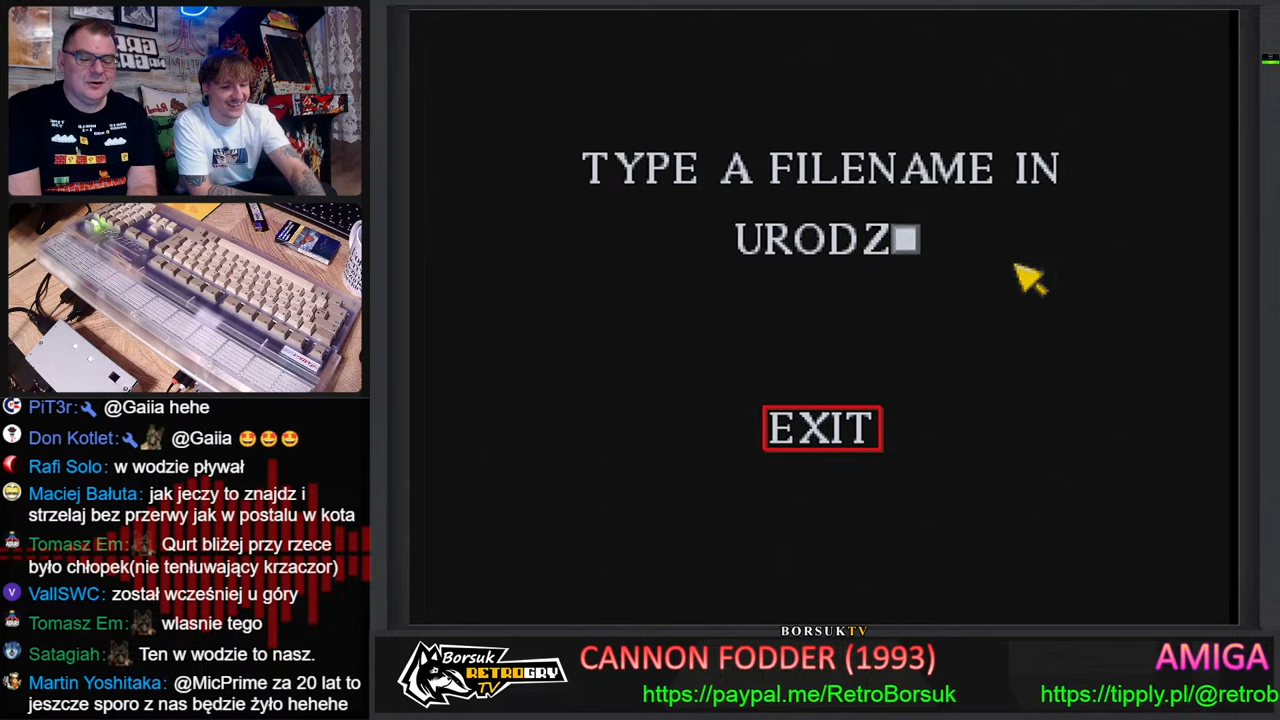 TYPE A FILENAME IN
URODZ
EXIT
PiT3r: @Gaiia hehe
Don Kotlet: @Gaiia 🤩🤩🤩
Rafi Solo: w wodzie pływał
Maciej Bałuta: jak jeczy to znajdz i
strzelaj bez przerwy jak w postalu w kota
Tomasz Em: Qurt bliżej przy rzece
było chłopek(nie tenłuwający krzaczor)
VallSWC: został wcześniej u góry
Tomasz Em: wlasnie tego
Satagiah: Ten w wodzie to nasz.
Martin Yoshitaka: @MicPrime za 20 lat to
jeszcze sporo z nas będzie żyło hehehe
BORSUKTV
Borsuk
RETROGRY
TV
CANNON FODDER (1993)
AMIGA
https://paypal.me/RetroBorsuk
https://tipply.pl/@retrob